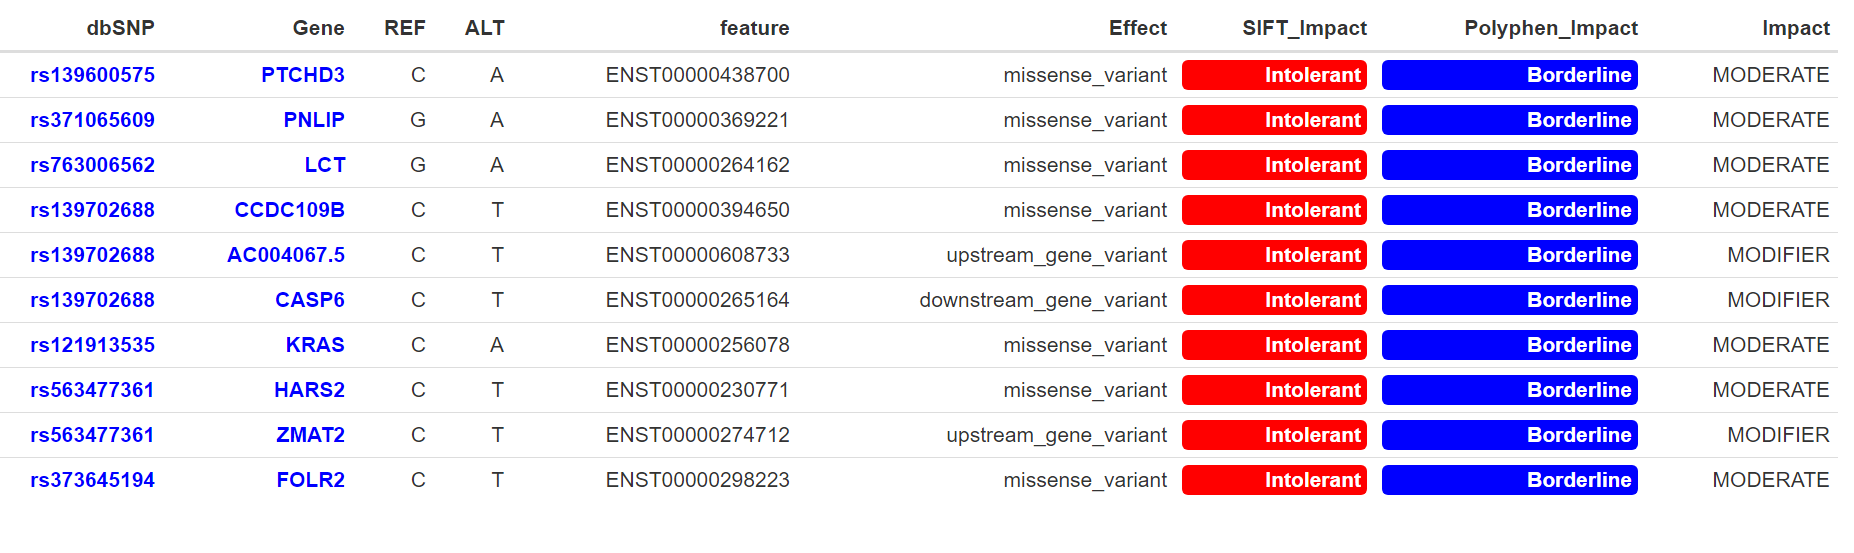 dbSNP Gene REF ALT feature Effect SIFT_Impact Polyphen_Impact Impact
rs139600575 PTCHD3 C A ENST00000438700 missense_variant Intolerant Borderline MODERATE
rs371065609 PNLIP G A ENST00000369221 missense_variant Intolerant Borderline MODERATE
rs763006562 LCT G A ENST00000264162 missense_variant Intolerant Borderline MODERATE
rs139702688 CCDC109B C T ENST00000394650 missense_variant Intolerant Borderline MODERATE
rs139702688 AC004067.5 C T ENST00000608733 upstream_gene_variant Intolerant Borderline MODIFIER
rs139702688 CASP6 C T ENST00000265164 downstream_gene_variant Intolerant Borderline MODIFIER
rs121913535 KRAS C A ENST00000256078 missense_variant Intolerant Borderline MODERATE
rs563477361 HARS2 C T ENST00000230771 missense_variant Intolerant Borderline MODERATE
rs563477361 ZMAT2 C T ENST00000274712 upstream_gene_variant Intolerant Borderline MODIFIER
rs373645194 FOLR2 C T ENST00000298223 missense_variant Intolerant Borderline MODERATE